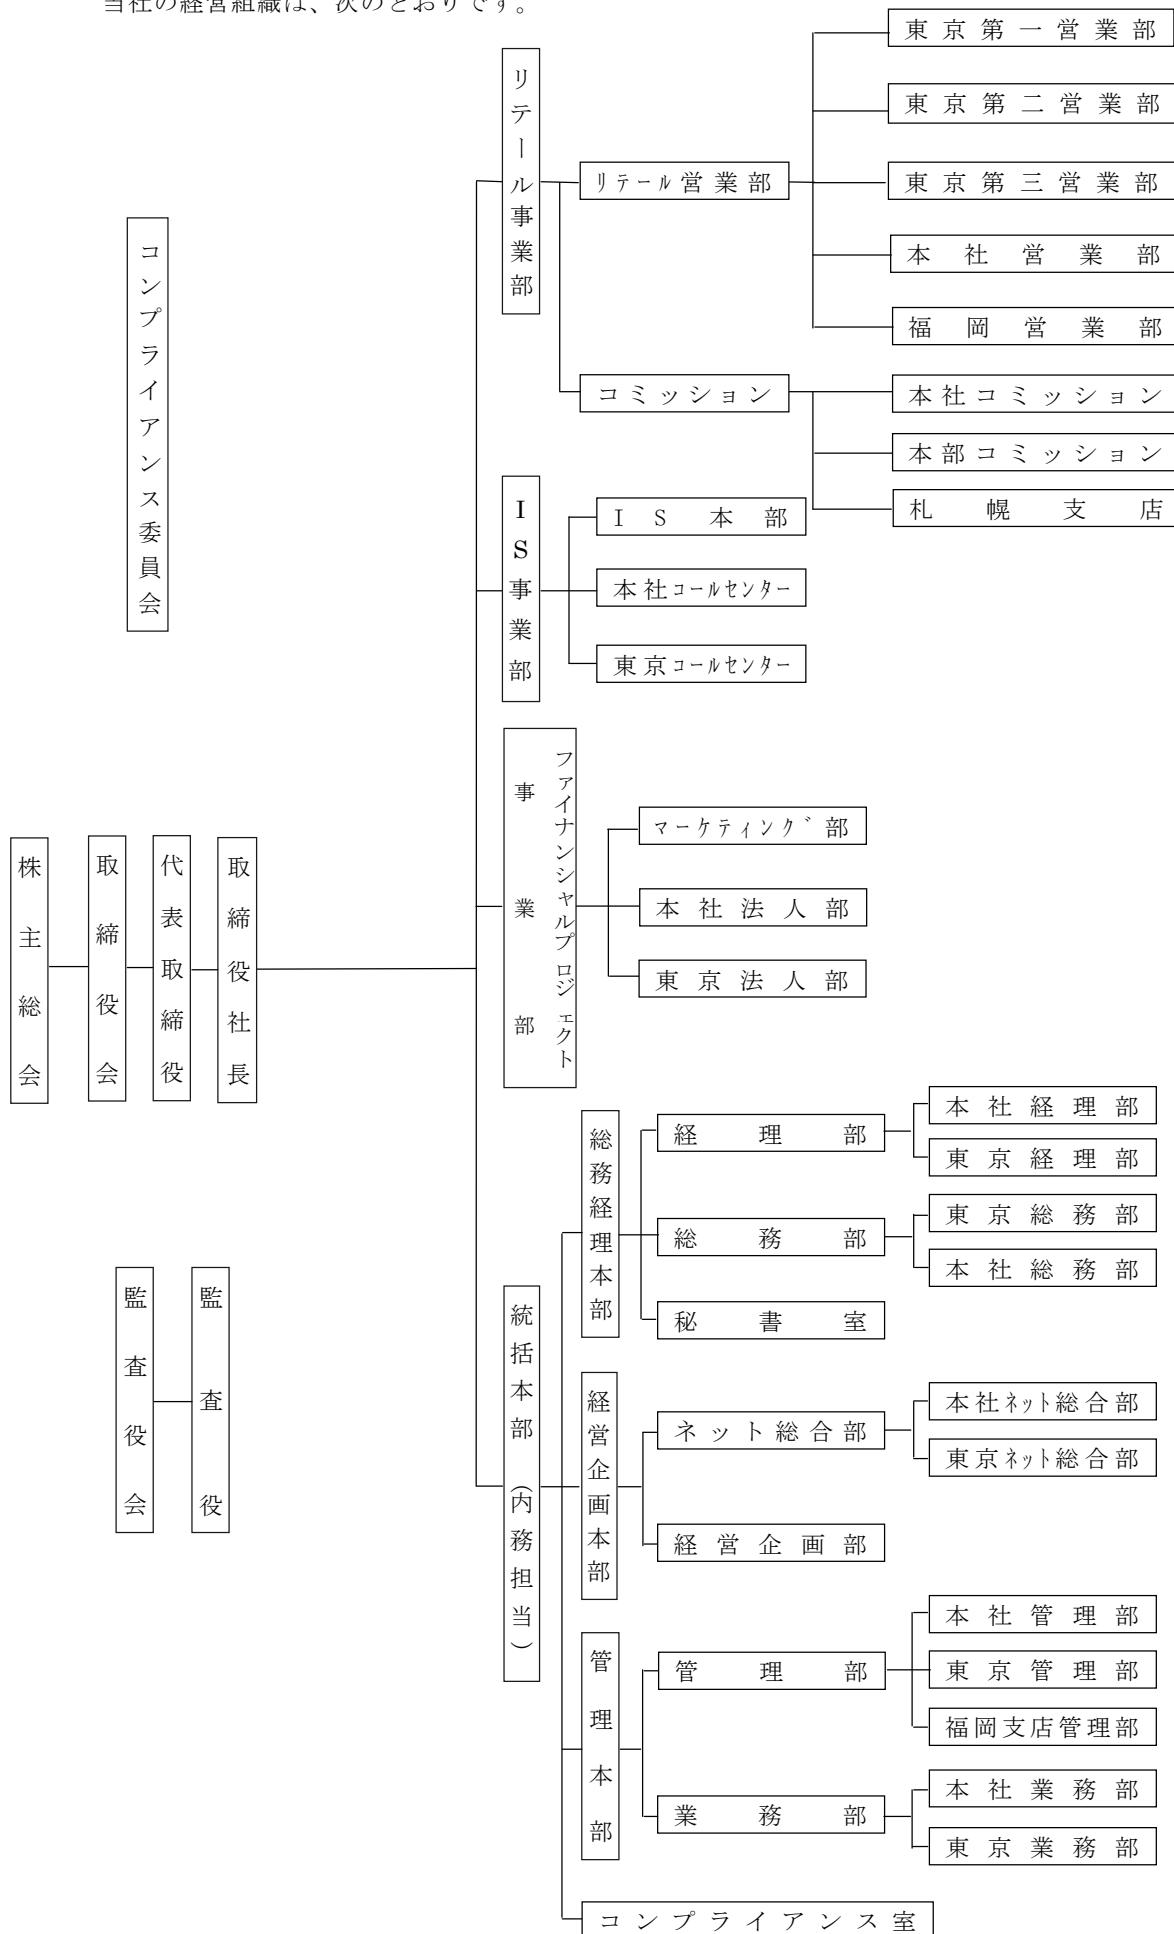 当社の経営組織は、次のとおりです。
コンプライアンス委員会
株主総会
取締役会
代表取締役
取締役社長
監査役会
監査役
リテール事業部
リテール営業部
東京第一営業部
東京第二営業部
東京第三営業部
本社営業部
福岡営業部
コミッション
本社コミッション
本部コミッション
札幌支店
IS事業部
IS本部
本社コールセンター
東京コールセンター
ファイナンシャルプロジェクト
事業部
マーケティング部
本社法人部
東京法人部
統括本部(内務担当)
総務経理本部
経理部
本社経理部
東京経理部
総務部
東京総務部
本社総務部
秘書室
経営企画本部
ネット総合部
本社ネット総合部
東京ネット総合部
経営企画部
管理本部
管理部
本社管理部
東京管理部
福岡支店管理部
業務部
本社業務部
東京業務部
コンプライアンス室